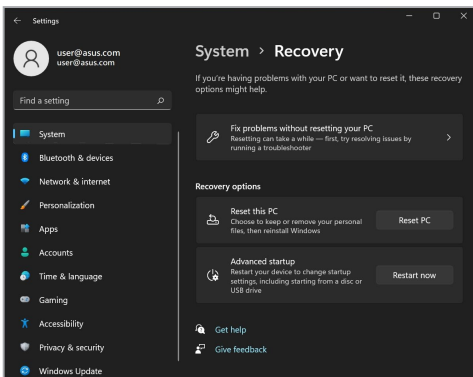 Settings
user@asus.com
user@asus.com
Find a setting
System
Bluetooth & devices
Network & internet
Personalization
Apps
Accounts
Time & language
Gaming
Accessibility
Privacy & security
Windows Update
System > Recovery
If you're having problems with your PC or want to reset it, these recovery
options might help.
Fix problems without resetting your PC
Resetting can take a while — first, try resolving issues by
running a troubleshooter
Recovery options
Reset this PC
Choose to keep or remove your personal
files, then reinstall Windows
Reset PC
Advanced startup
Restart your device to change startup
settings, including starting from a disc or
USB drive
Restart now
Get help
Give feedback